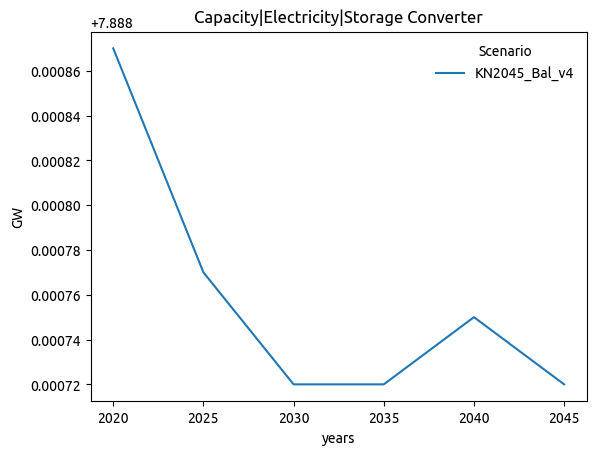 Capacity|Electricity|Storage Converter
+7.888
Scenario
KN2045_Bal_v4
0.00086
0.00084
0.00082
0.00080
0.00078
0.00076
0.00074
0.00072
GW
2020 2025 2030 2035 2040 2045
years